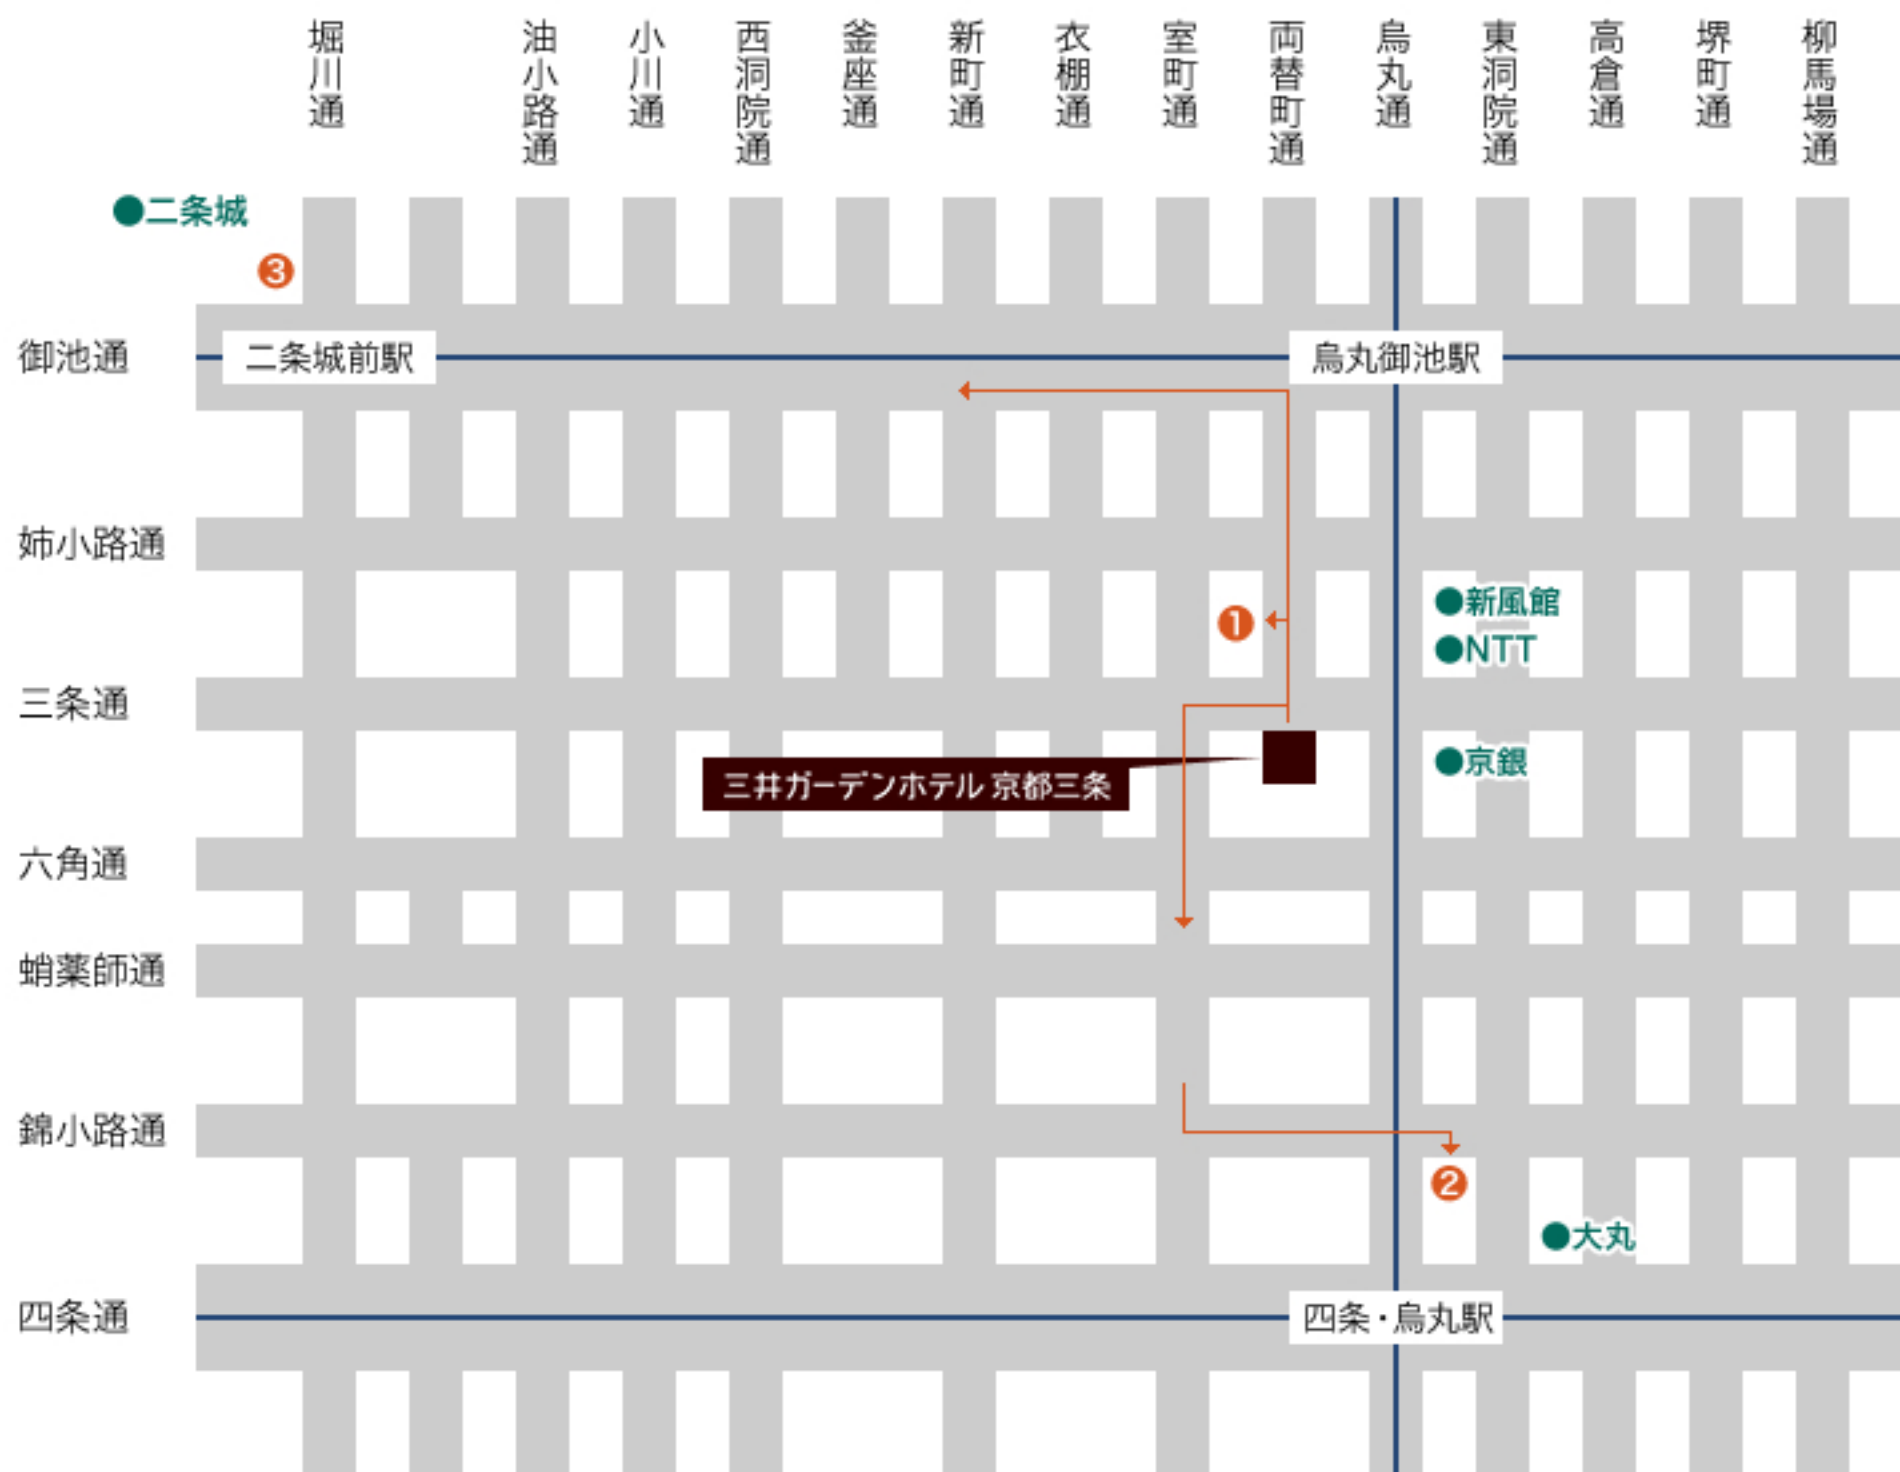 堀川通
油小路通
小川通
西洞院通
釜座通
新町通
衣棚通
室町通
両替町通
烏丸通
東洞院通
高倉通
堺町通
柳馬場通
●二条城
3
御池通
二条城前駅
烏丸御池駅
姉小路通
1
●新風館
●NTT
三条通
三井ガーデンホテル 京都三条
●京銀
六角通
蛸薬師通
錦小路通
2
●大丸
四条通
四条・烏丸駅